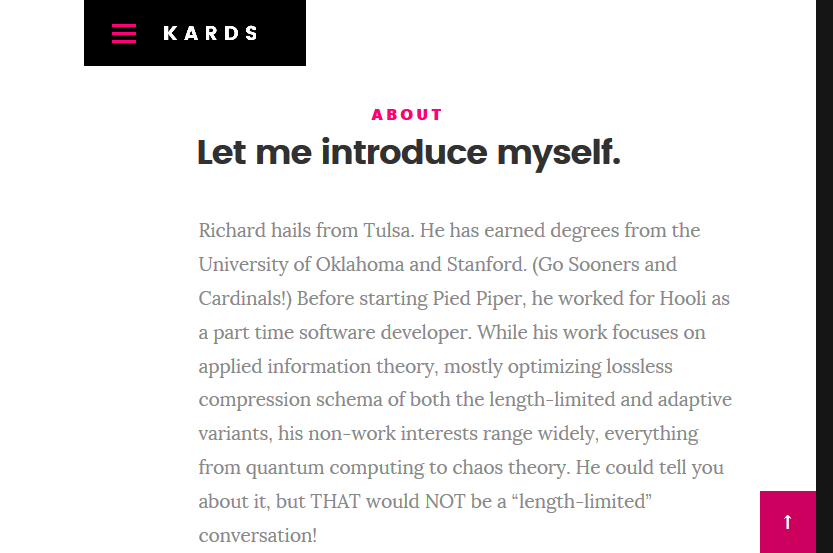 KARDS
ABOUT
Let me introduce myself.
Richard hails from Tulsa. He has earned degrees from the
University of Oklahoma and Stanford. (Go Sooners and
Cardinals!) Before starting Pied Piper, he worked for Hooli as
a part time software developer. While his work focuses on
applied information theory, mostly optimizing lossless
compression schema of both the length-limited and adaptive
variants, his non-work interests range widely, everything
from quantum computing to chaos theory. He could tell you
about it, but THAT would NOT be a “length-limited”
conversation!